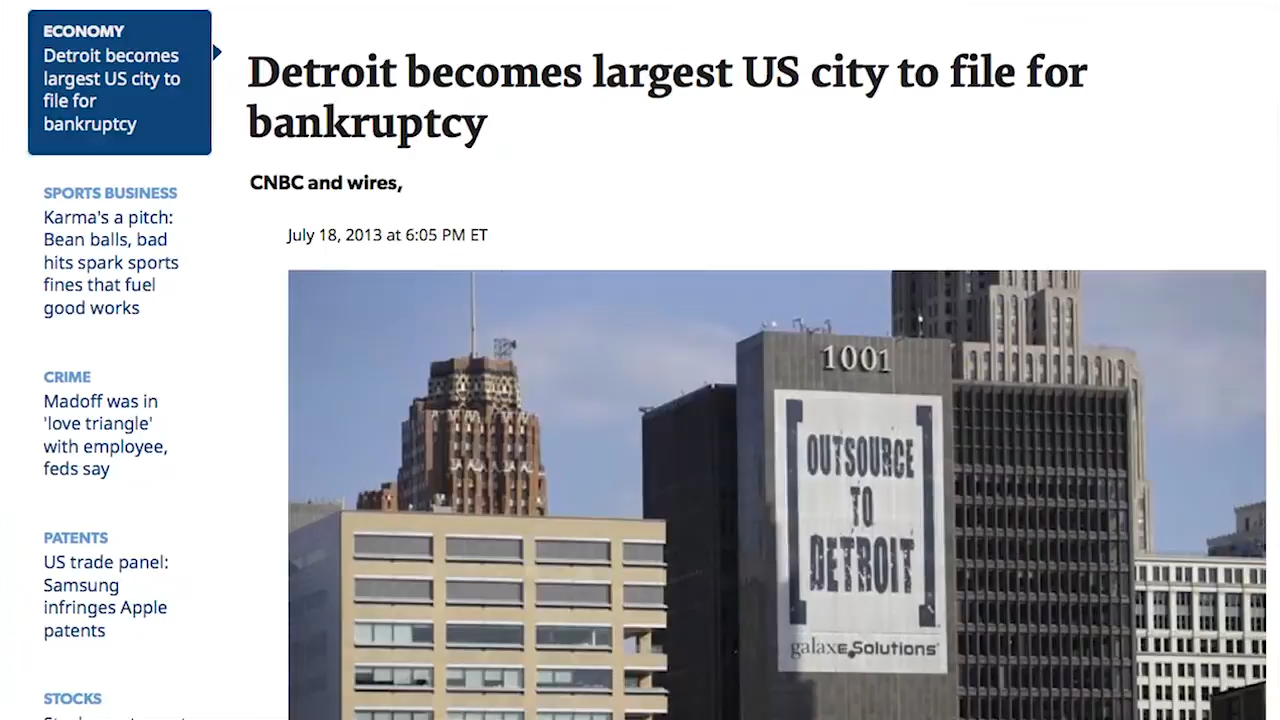 ECONOMY
Detroit becomes
largest US city to
file for
bankruptcy
SPORTS BUSINESS
Karma's a pitch:
Bean balls, bad
hits spark sports
fines that fuel
good works
CRIME
Madoff was in
'love triangle'
with employee,
feds say
PATENTS
US trade panel:
Samsung
infringes Apple
patents
STOCKS
Detroit becomes largest US city to file for
bankruptcy
CNBC and wires,
July 18, 2013 at 6:05 PM ET
1001
[OUTSOURCE
TO
DETROIT]
galaxE.Solutions